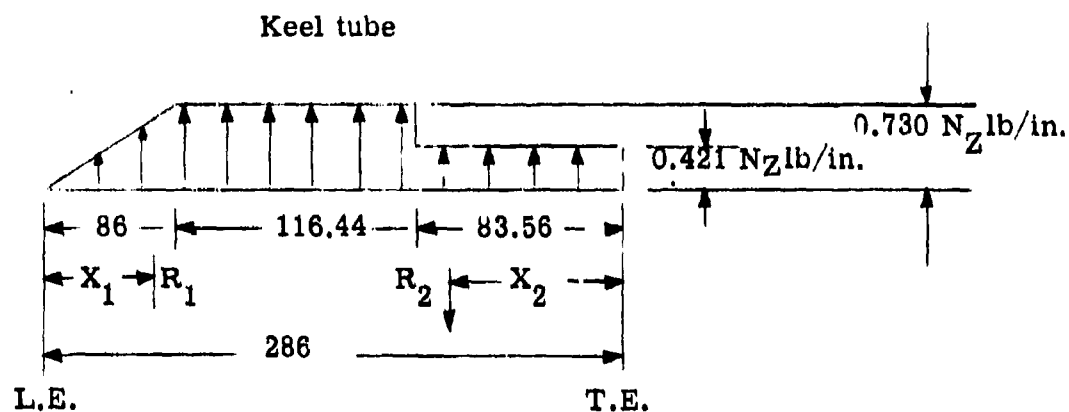 Keel tube
0.730 N_Z lb/in.
0.421 N_Z lb/in.
86 116.44 83.56
X_1 R_1 R_2 X_2
286
L.E. T.E.